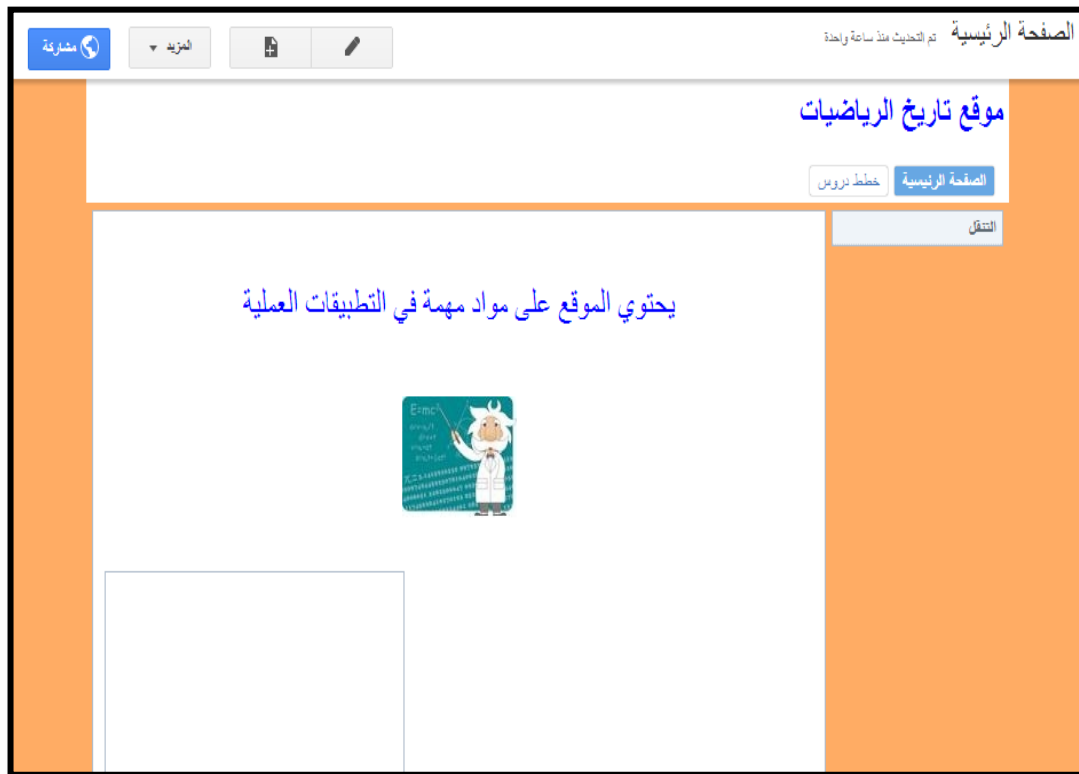 الصفحة الرئيسية تم التحديث منذ ساعة واحدة
المزيد
مشاركة
موقع تاريخ الرياضيات
الصفحة الرئيسية خطط دروس
التنقل
يحتوي الموقع على مواد مهمة في التطبيقات العملية
E=mc²